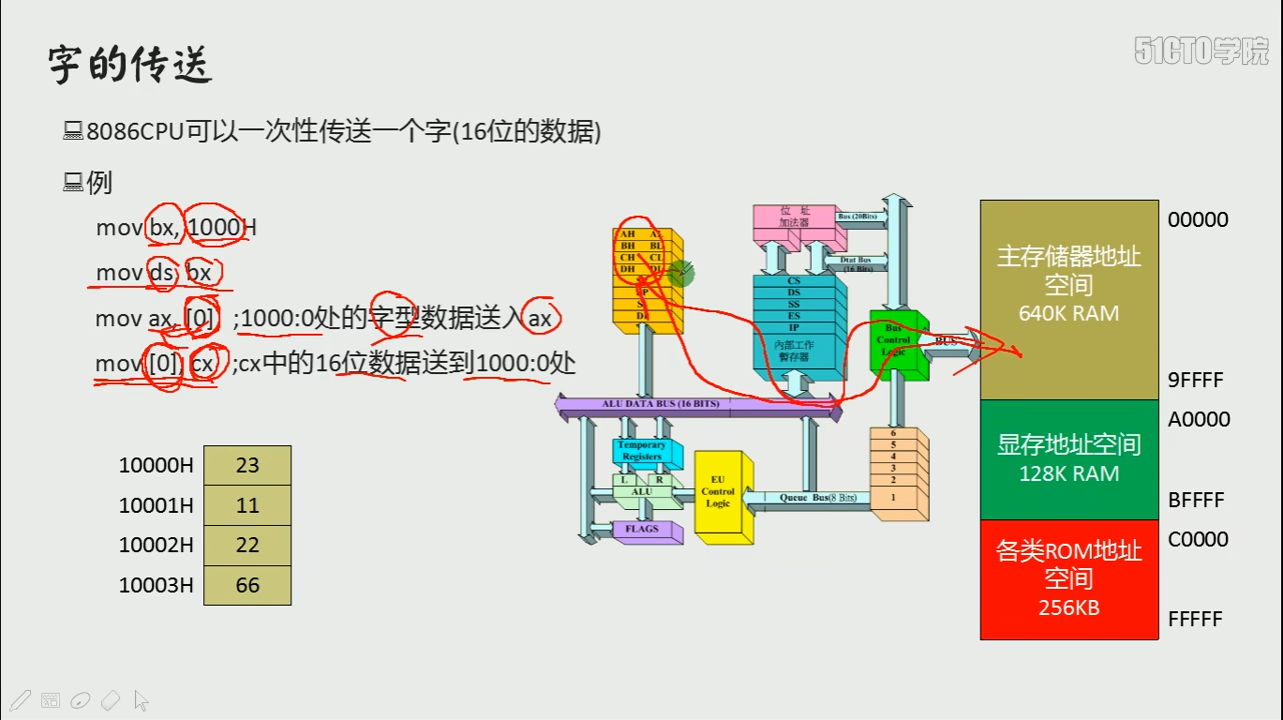 字的传送
51CTO学院
8086CPU可以一次性传送一个字(16位的数据)
例
mov bx, 1000H
mov ds, bx
mov ax, [0] ;1000:0处的字型数据送入ax
mov [0], cx ;cx中的16位数据送到1000:0处
10000H 23
10001H 11
10002H 22
10003H 66
AH
BH BL
CH CL
DH
位址
加法器
Bus (20Bits)
Dtat Bus
(16 Bits)
CS
DS
SS
ES
IP
内部工作
暫存器
Bus
Control
Logic
BUS
ALU DATA BUS (16 BITS)
Temporary
Registers
L R
ALU
FLAGS
EU
Control
Logic
Queue Bus(8 Bits)
6
5
4
3
2
1
主存储器地址
空间
640K RAM
显存地址空间
128K RAM
各类ROM地址
空间
256KB
00000
9FFFF
A0000
BFFFF
C0000
FFFFF